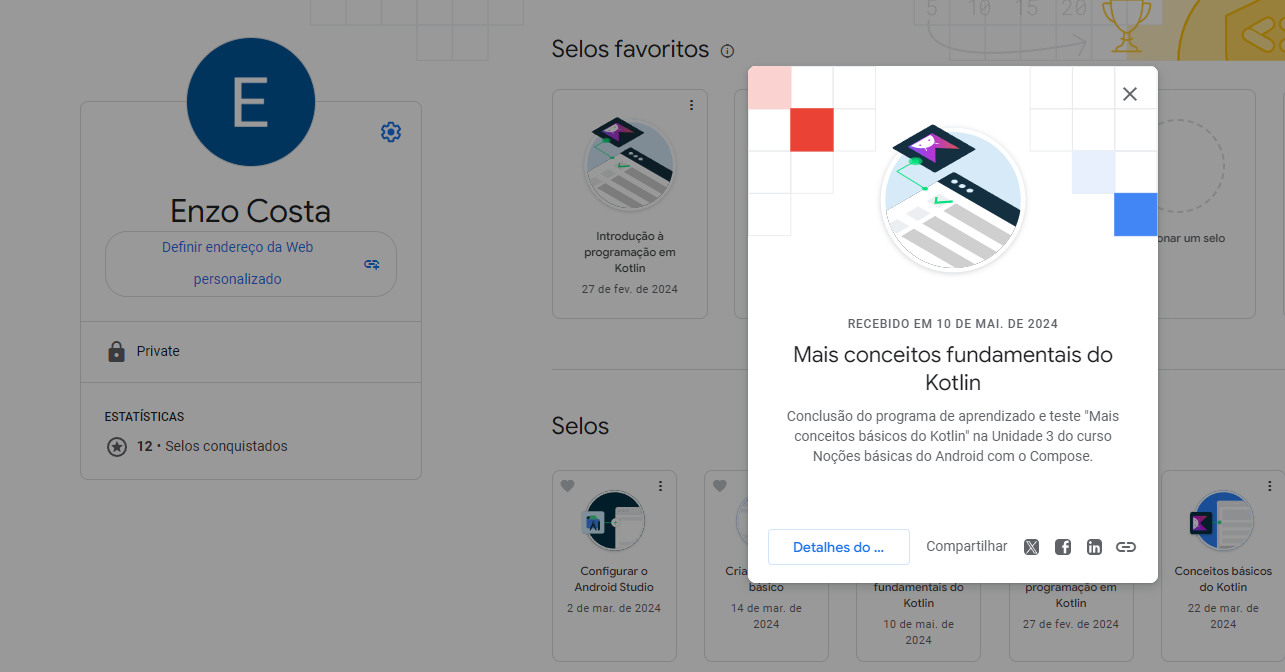 5 10 15 20
E
Enzo Costa
Definir endereço da Web
personalizado
Private
ESTATÍSTICAS
12 • Selos conquistados
Selos favoritos
Introdução à
programação em
Kotlin
27 de fev. de 2024
onar um selo
RECEBIDO EM 10 DE MAI. DE 2024
Mais conceitos fundamentais do
Kotlin
Conclusão do programa de aprendizado e teste "Mais
conceitos básicos do Kotlin" na Unidade 3 do curso
Noções básicas do Android com o Compose.
Detalhes do ...
Compartilhar
Selos
Configurar o
Android Studio
2 de mar. de 2024
Cria
básico
14 de mar. de
2024
fundamentais do
Kotlin
10 de mai. de
2024
programação em
Kotlin
27 de fev. de 2024
Conceitos básicos
do Kotlin
22 de mar. de
2024